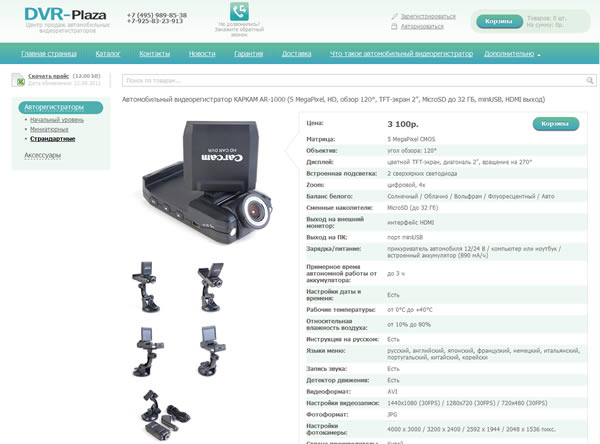 DVR-Plaza
Центр продаж автомобильных
видеорегистраторов
+7 (495) 989-85-38
+7-925-83-23-913
Не дозвонились?
Закажите обратный
звонок
Зарегистрироваться
Авторизоваться
Корзина
Товаров: 0 шт.
На сумму: 0р.
Главная страница Каталог Контакты Новости Гарантия Доставка Что такое автомобильный видеорегистратор Дополнительно
Скачать прайс (12.00 kB)
Поиск по товарам...
Авторегистраторы
Начальный уровень
Миниатюрные
Стрaндартные
Аксессуары
Автомобильный видеорегистратор КАРКАМ AR-1000 (5 MegaPixel, HD, обзор 120°, TFT-экран 2", MicroSD до 32 ГБ, miniUSB, HDMI выход)
Carcam
HD CAR DVR
Цена: 3 100р. Корзина
Матрица: 5 MegaPixel CMOS
Объектив: угол обзора: 120°
Дисплей: цветной TFT-экран, диагональ 2", вращение на 270°
Встроенная подсветка: 2 сверхярких светодиода
Zoom: цифровой, 4x
Баланс белого: Солнечный / Облачно / Вольфран / Флуоресцентный / Авто
Сменные накопители: MicroSD (до 32 Гб)
Выход на внешний
монитор: интерфейс HDMI
Выход на ПК: порт miniUSB
Зарядка/питание: прикуриватель автомобиля 12/24 В / компьютер или ноутбук /
встроенный аккумулятор (890 мА/ч)
Примерное время
автономной работы от
аккумулятора: до 3 ч
Настройки даты и
времени: Есть
Рабочие температуры: от 0°C до +40°C
Относительная
влажность воздуха: от 10% до 80%
Инструкция на русском: Есть
Языки меню: русский, английский, японский, французский, немецкий, итальянский,
португальский, китайский, корейски
Запись звука: Есть
Детектор движения: Есть
Видеоформат: AVI
Настройки видеозаписи: 1440x1080 (30FPS) / 1280x720 (30FPS) / 720x480 (30FPS)
Фотоформат: JPG
Настройки
фотокамеры: 4000 x 3000 / 3200 x 2400 / 2592 x 1944 / 2048 x 1536 пикс.